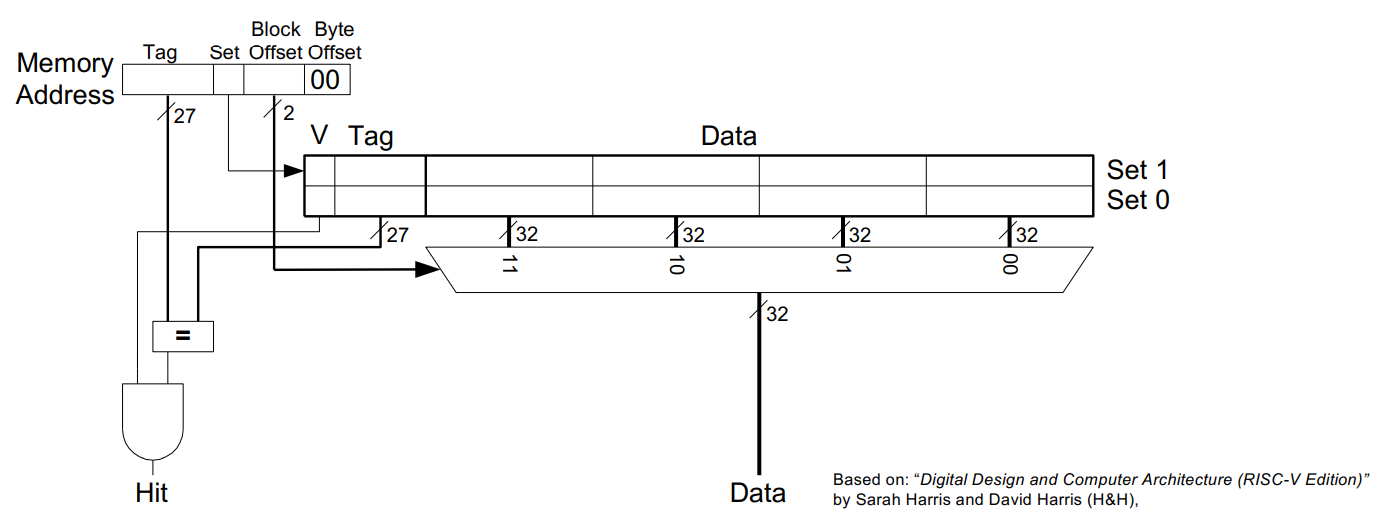 Block Byte
Tag Set Offset Offset
Memory
Address
00
27
2
V Tag Data
Set 1
Set 0
27 32 32 32 32
11 10 01 00
32
=
Hit
Data
Based on: “Digital Design and Computer Architecture (RISC-V Edition)”
by Sarah Harris and David Harris (H&H),